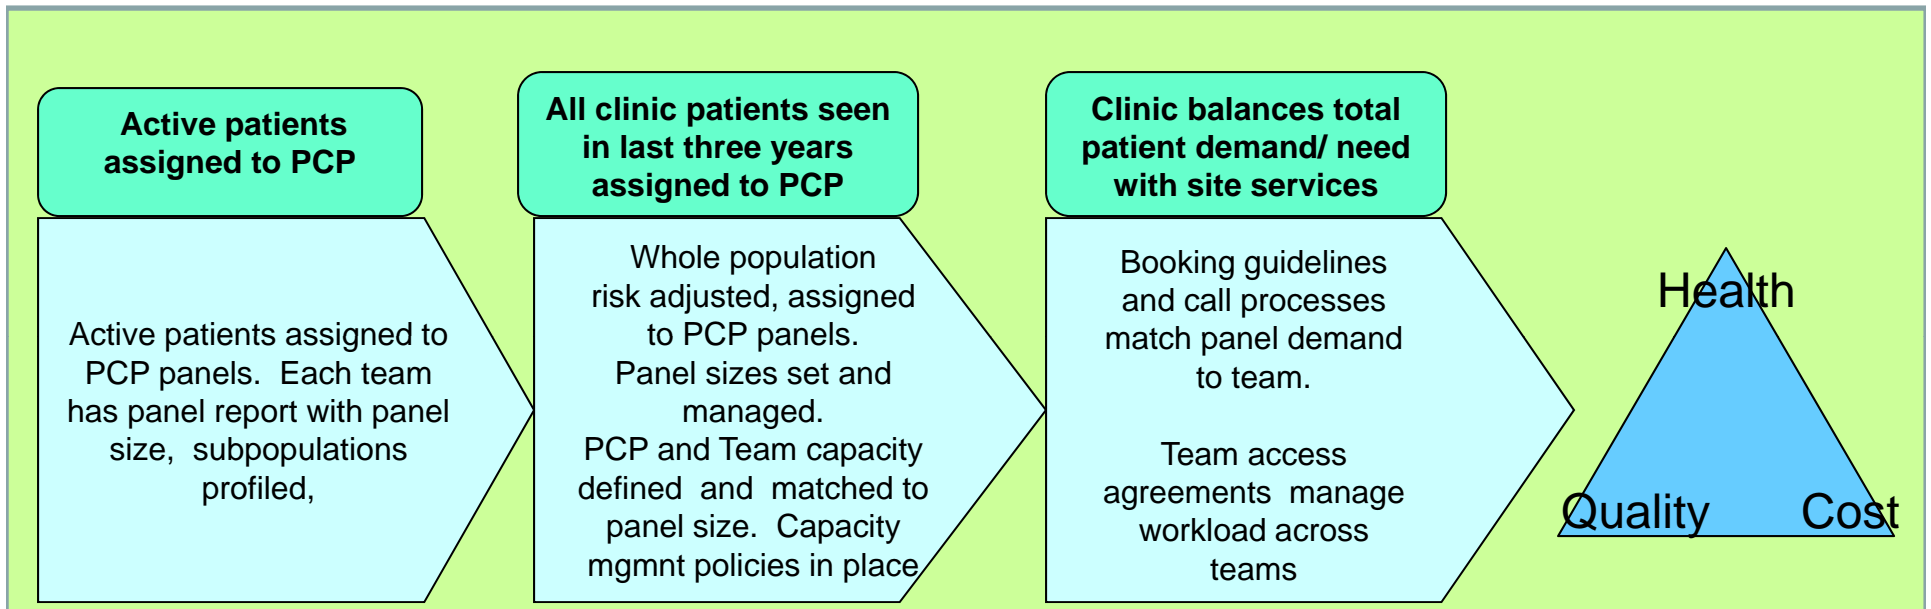 Active patients
assigned to PCP
All clinic patients seen
in last three years
assigned to PCP
Clinic balances total
patient demand/ need
with site services
Active patients assigned to
PCP panels.  Each team
has panel report with panel
size,  subpopulations
profiled,
Whole population
risk adjusted, assigned
to PCP panels.
Panel sizes set and
managed.
PCP and Team capacity
defined  and  matched to
panel size.  Capacity
mgmnt policies in place
Booking guidelines
and call processes
match panel demand
to team.
Team access
agreements  manage
workload across
teams
Health
Quality
Cost